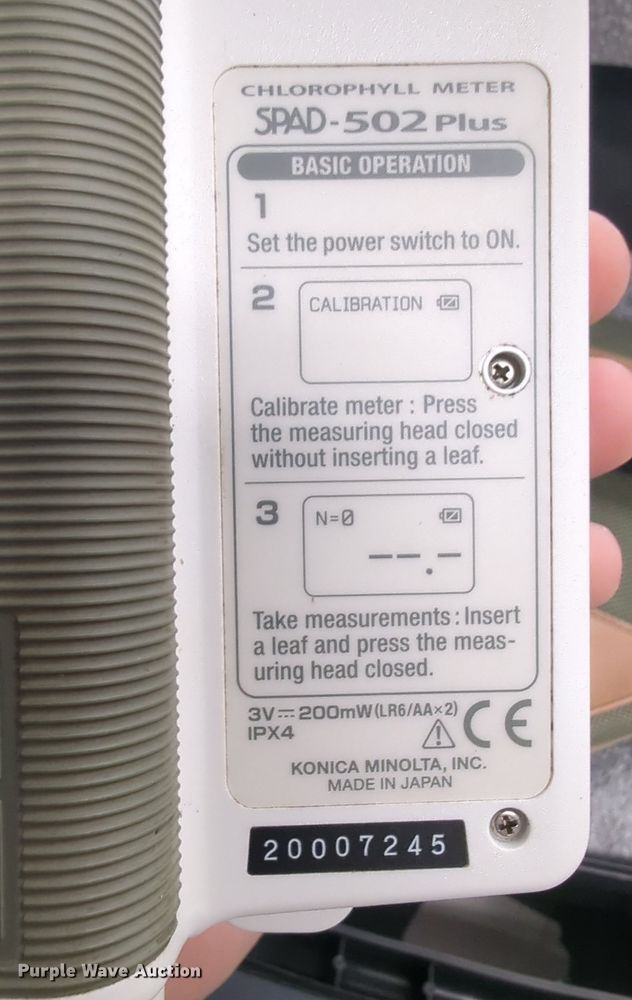 CHLOROPHYLL METER
SPAD-502 Plus
BASIC OPERATION
1
Set the power switch to ON.
2
CALIBRATION
Calibrate meter : Press
the measuring head closed
without inserting a leaf.
3
N=0
--.-
Take measurements : Insert
a leaf and press the meas-
uring head closed.
3V⎓200mW(LR6/AA×2)
IPX4
CE
KONICA MINOLTA, INC.
MADE IN JAPAN
20007245
Purple Wave Auction